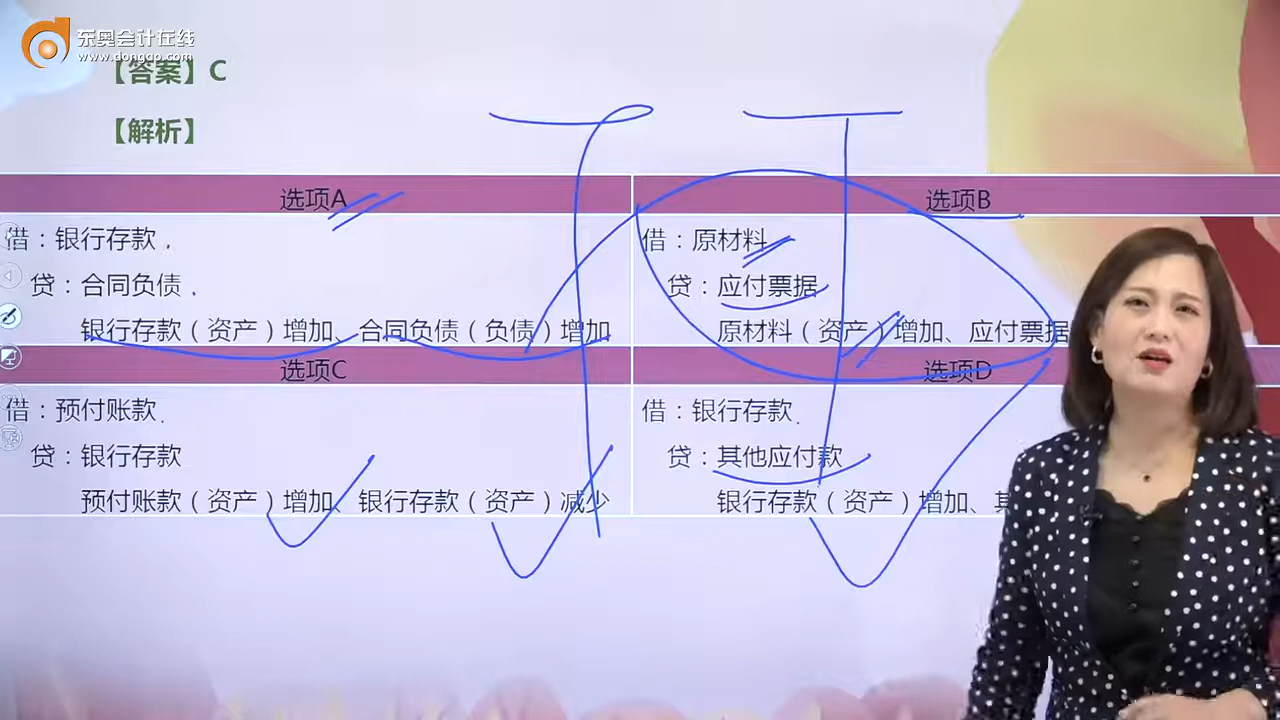 东奥会计在线
www.dongao.com
【答案】C
【解析】
选项A
选项B
借：银行存款
贷：合同负债
银行存款（资产）增加、合同负债（负债）增加
借：原材料
贷：应付票据
原材料（资产）增加、应付票据
选项C
选项D
借：预付账款
贷：银行存款
预付账款（资产）增加、银行存款（资产）减少
借：银行存款
贷：其他应付款
银行存款（资产）增加、其